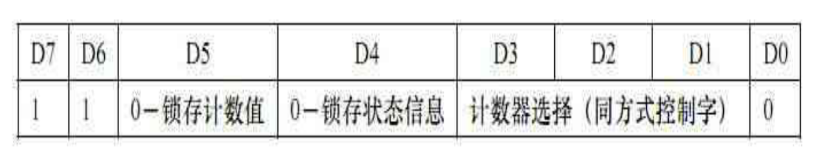 D7 D6 D5 D4 D3 D2 D1 D0
1 1 0—锁存计数值 0—锁存状态信息 计数器选择（同方式控制字） 0